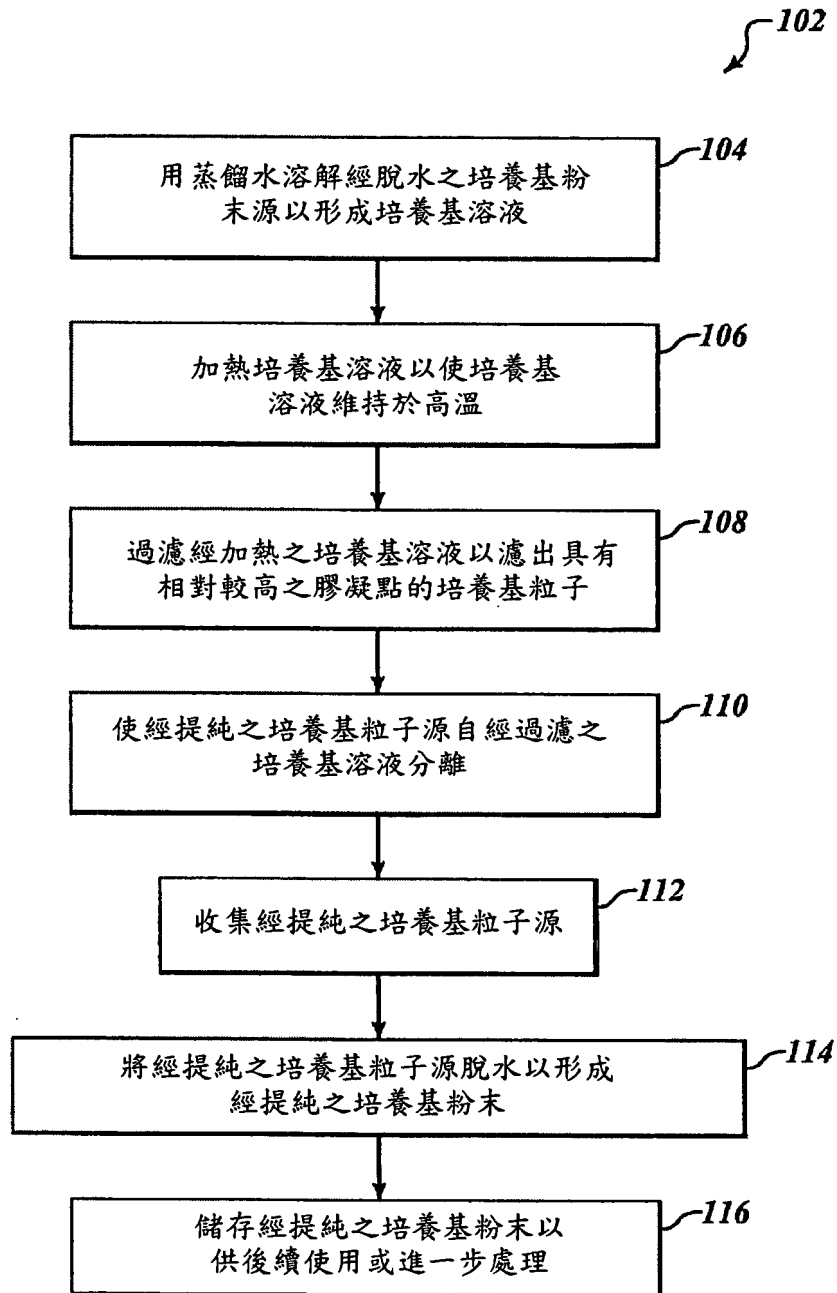 102
用蒸餾水溶解經脫水之培養基粉
末源以形成培養基溶液
104
加熱培養基溶液以使培養基
溶液維持於高溫
106
過濾經加熱之培養基溶液以濾出具有
相對較高之膠凝點的培養基粒子
108
使經提純之培養基粒子源自經過濾之
培養基溶液分離
110
收集經提純之培養基粒子源
112
將經提純之培養基粒子源脫水以形成
經提純之培養基粉末
114
儲存經提純之培養基粉末以
供後續使用或進一步處理
116